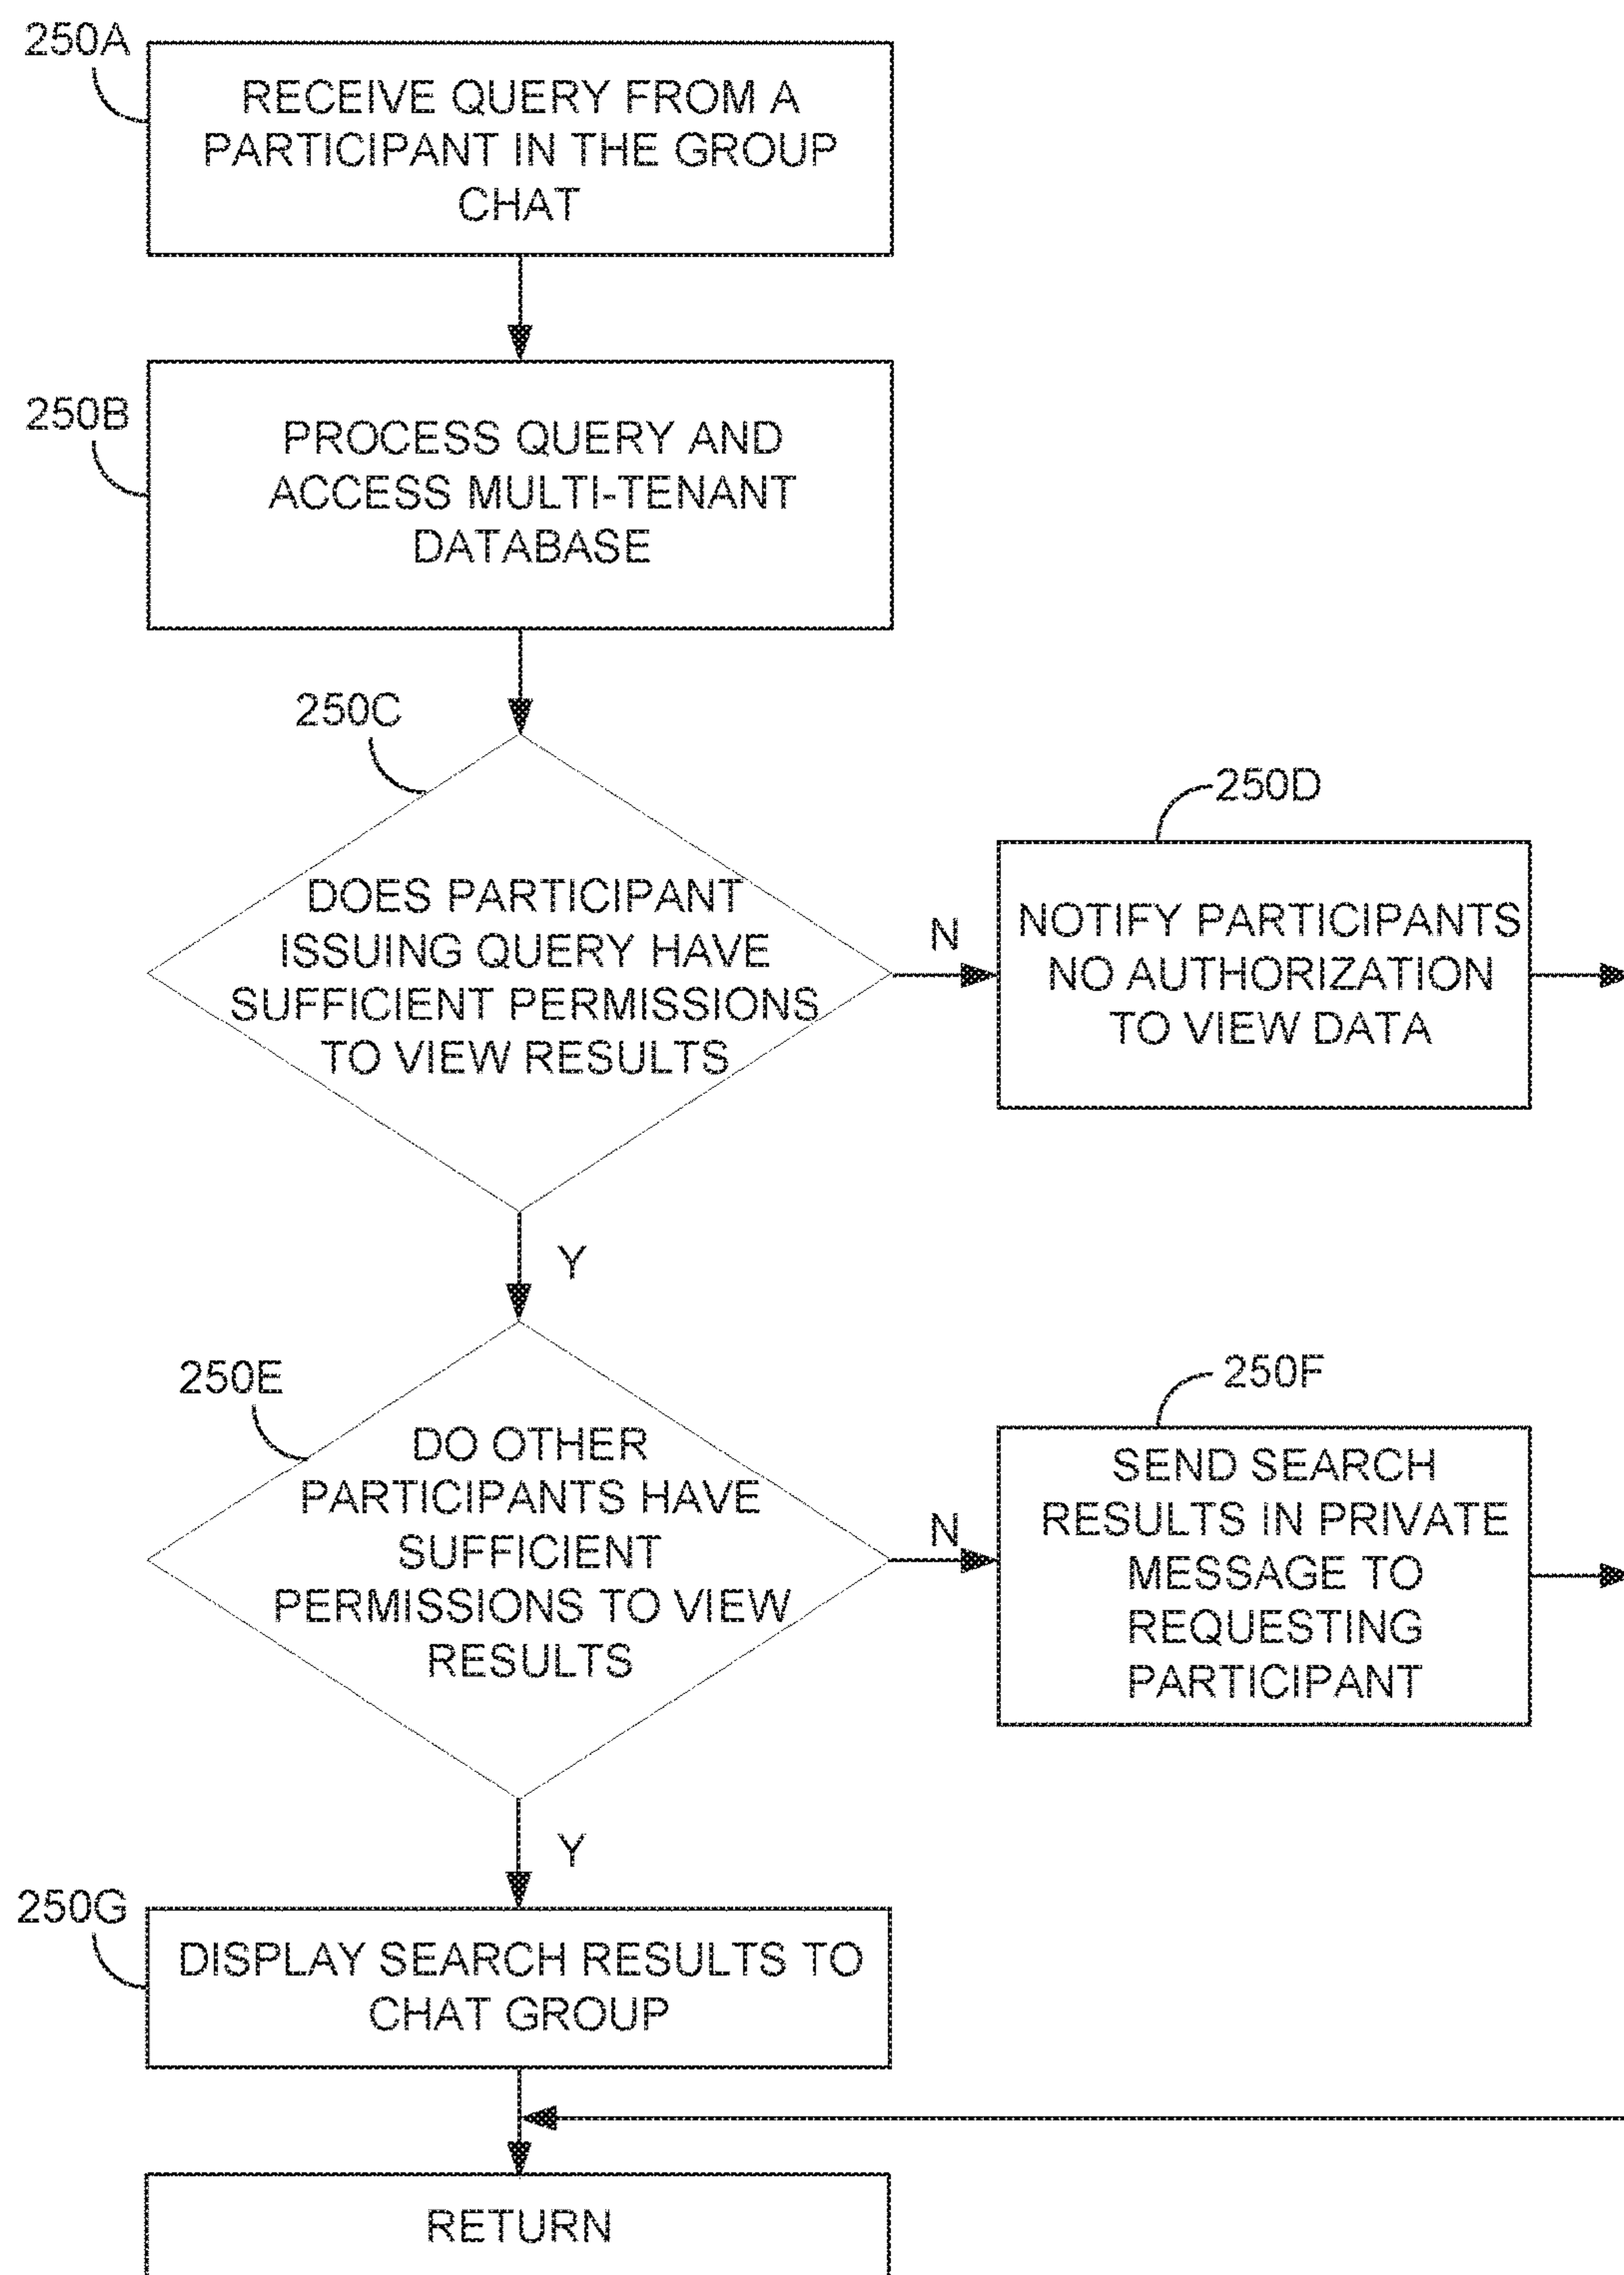 250A
RECEIVE QUERY FROM A
PARTICIPANT IN THE GROUP
CHAT
250B
PROCESS QUERY AND
ACCESS MULTI-TENANT
DATABASE
250C
DOES PARTICIPANT
ISSUING QUERY HAVE
SUFFICIENT PERMISSIONS
TO VIEW RESULTS
N
250D
NOTIFY PARTICIPANTS
NO AUTHORIZATION
TO VIEW DATA
Y
250E
DO OTHER
PARTICIPANTS HAVE
SUFFICIENT
PERMISSIONS TO VIEW
RESULTS
N
250F
SEND SEARCH
RESULTS IN PRIVATE
MESSAGE TO
REQUESTING
PARTICIPANT
Y
250G
DISPLAY SEARCH RESULTS TO
CHAT GROUP
RETURN